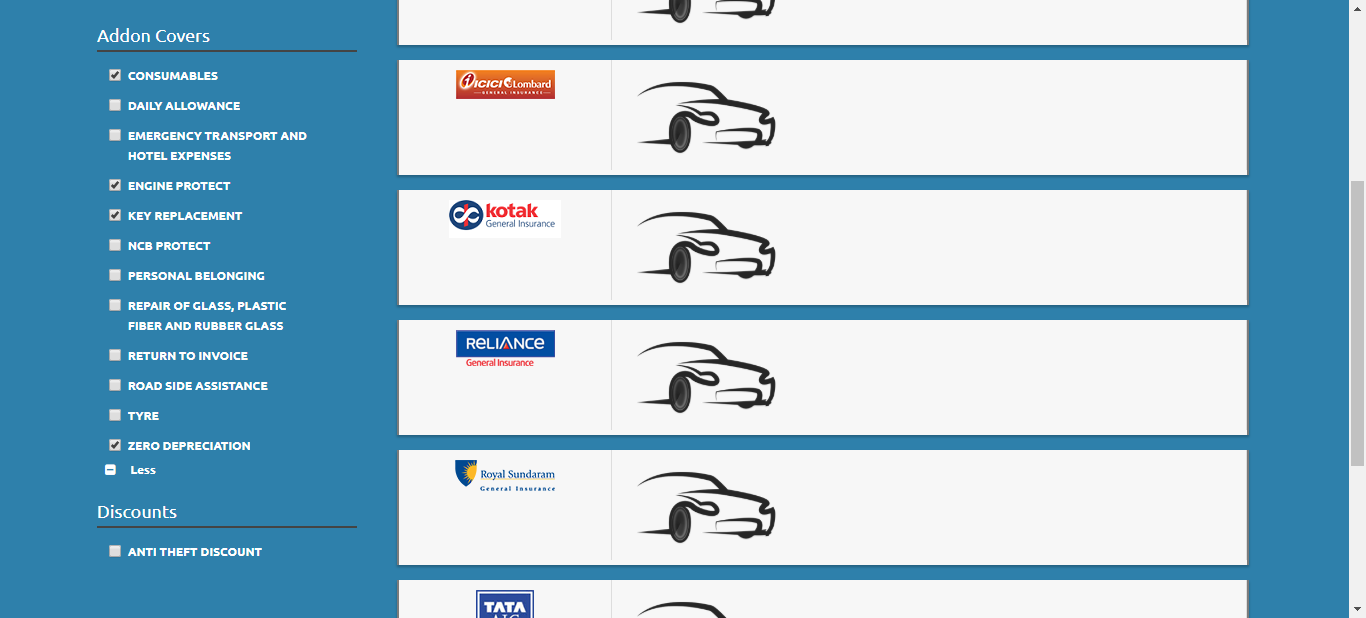 Addon Covers
CONSUMABLES
DAILY ALLOWANCE
EMERGENCY TRANSPORT AND
HOTEL EXPENSES
ENGINE PROTECT
KEY REPLACEMENT
NCB PROTECT
PERSONAL BELONGING
REPAIR OF GLASS, PLASTIC
FIBER AND RUBBER GLASS
RETURN TO INVOICE
ROAD SIDE ASSISTANCE
TYRE
ZERO DEPRECIATION
Less
Discounts
ANTI THEFT DISCOUNT
ICICI Lombard
GENERAL INSURANCE
kotak
General Insurance
RELIANCE
General Insurance
Royal Sundaram
General Insurance
TATA
AIG